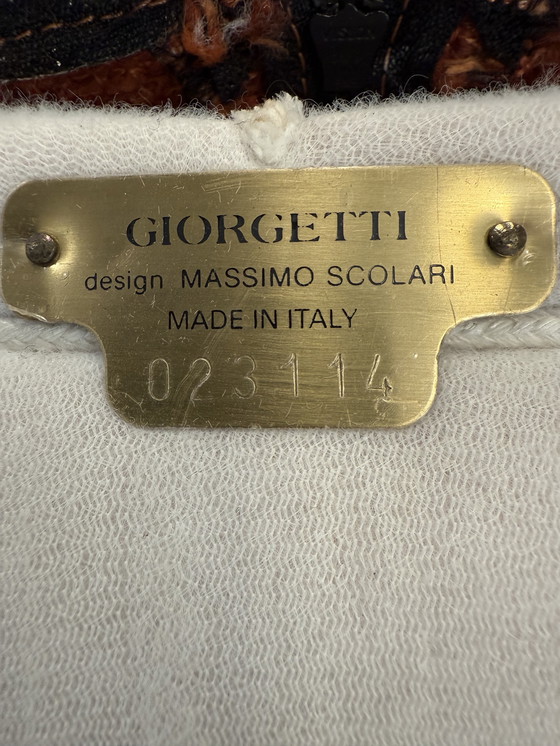 GIORGETTI
design MASSIMO SCOLARI
MADE IN ITALY
023114